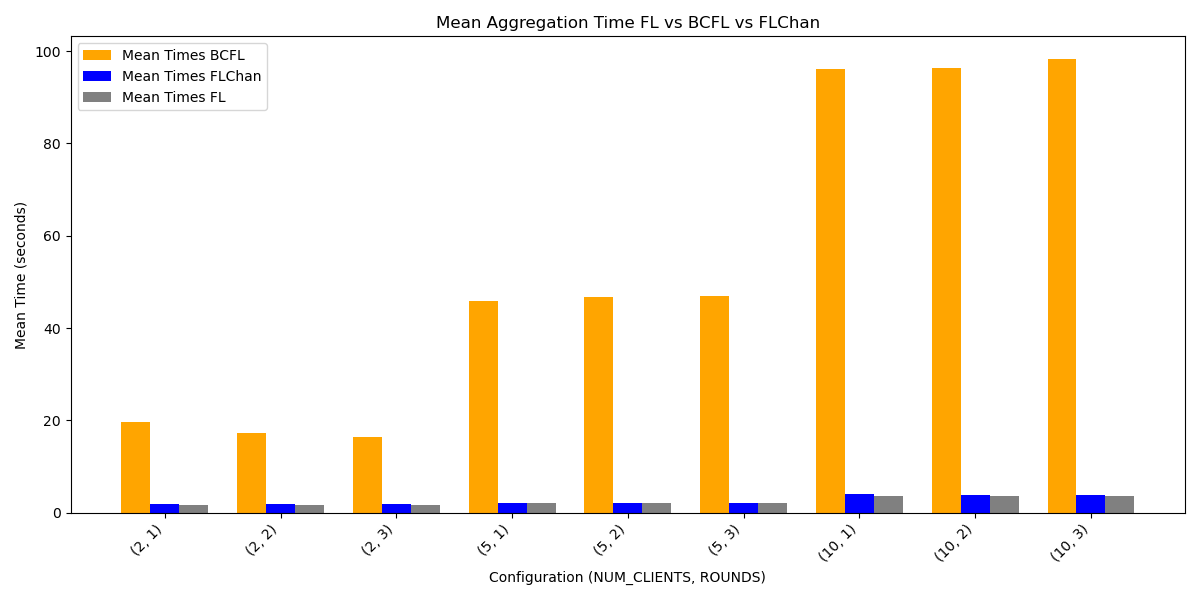 Mean Aggregation Time FL vs BCFL vs FLChan
Mean Times BCFL
Mean Times FLChan
Mean Times FL
Mean Time (seconds)
100
80
60
40
20
0
(2, 1)
(2, 2)
(2, 3)
(5, 1)
(5, 2)
(5, 3)
(10, 1)
(10, 2)
(10, 3)
Configuration (NUM_CLIENTS, ROUNDS)